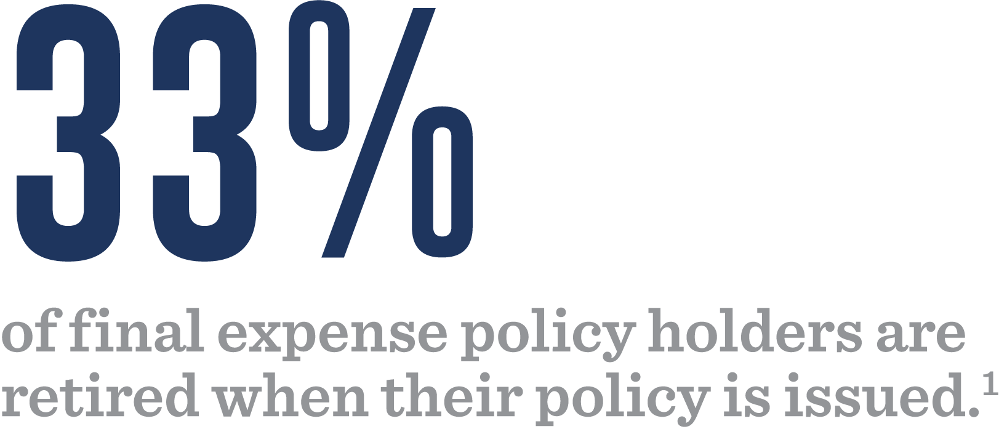 33%
of final expense policy holders are
retired when their policy is issued.¹